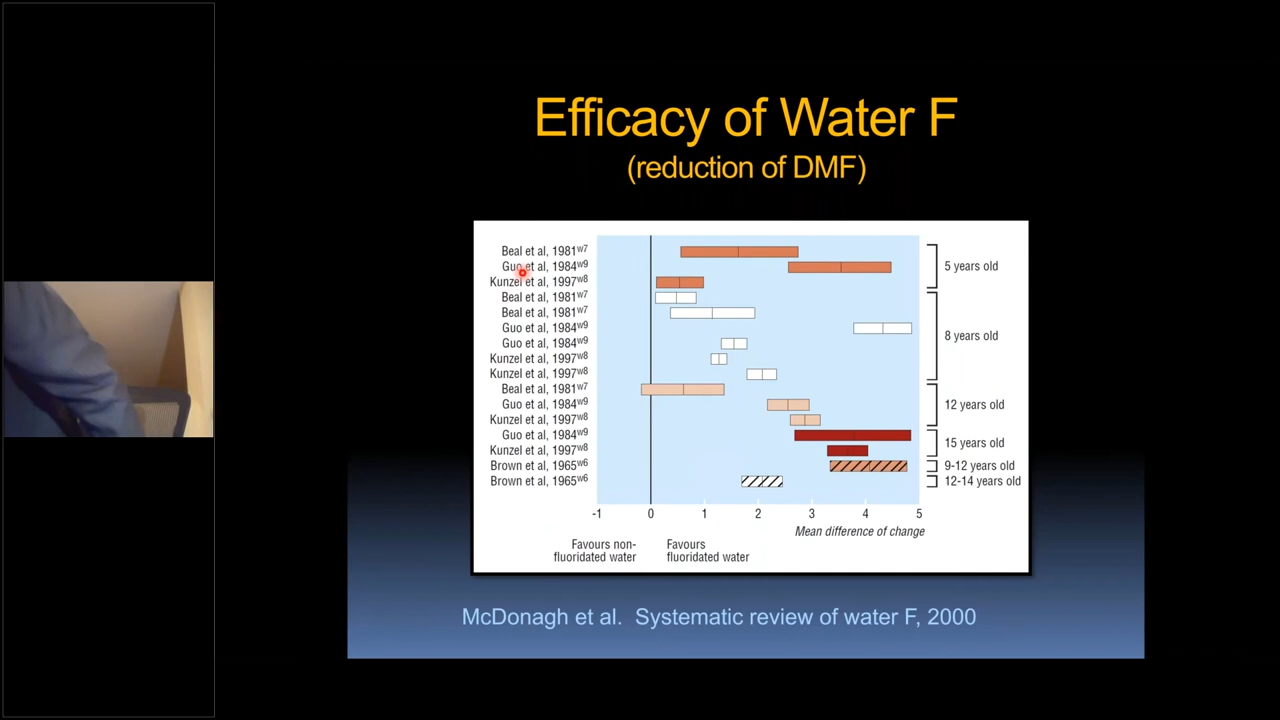 Efficacy of Water F
(reduction of DMF)
Beal et al, 1981w7
Guo et al, 1984w9
Kunzel et al, 1997w8
Beal et al, 1981w7
Beal et al, 1981w7
Guo et al, 1984w9
Guo et al, 1984w9
Kunzel et al, 1997w8
Kunzel et al, 1997w8
Beal et al, 1981w7
Guo et al, 1984w9
Kunzel et al, 1997w8
Guo et al, 1984w9
Kunzel et al, 1997w8
Brown et al, 1965w6
Brown et al, 1965w6
5 years old
8 years old
12 years old
15 years old
9-12 years old
12-14 years old
-1 0 1 2 3 4 5
Mean difference of change
Favours non-
fluoridated water
Favours
fluoridated water
McDonagh et al. Systematic review of water F, 2000